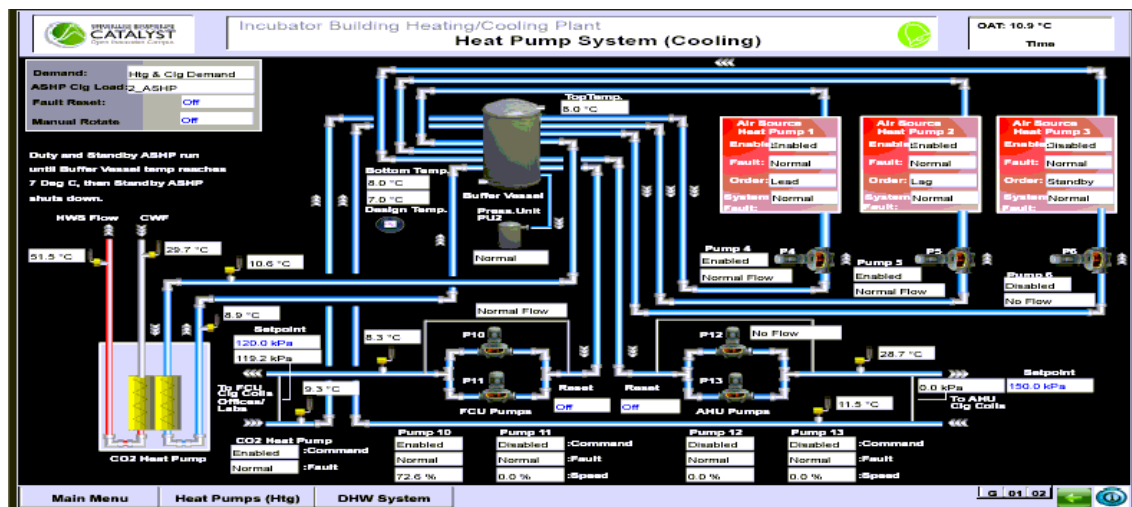 STEVENAGE BIOSCIENCE
CATALYST
Open Innovation Campus
Incubator Building Heating/Cooling Plant
Heat Pump System (Cooling)
OAT: 10.9 °C
Time
Demand: Htg & Clg Demand
ASHP Clg Load: 2_ASHP
Fault Reset: Off
Manual Rotate Off
Duty and Standby ASHP run
until Buffer Vessel temp reaches
7 Deg C, then Standby ASHP
shuts down.
HWS Flow
CWF
51.5 °C
29.7 °C
10.6 °C
8.9 °C
Setpoint
120.0 kPa
119.2 kPa
To FCU
Clg Coils
Offices/
Labs
CO2 Heat Pump
Top Temp.
8.0 °C
Bottom Temp.
8.0 °C
7.0 °C
Design Temp.
Buffer Vessel
Press.Unit
PU2
Normal
Air Source
Heat Pump 1
Enable: Enabled
Fault: Normal
Order: Lead
System Normal
Fault:
Air Source
Heat Pump 2
Enable: Enabled
Fault: Normal
Order: Lag
System Normal
Fault:
Air Source
Heat Pump 3
Enable: Disabled
Fault: Normal
Order: Standby
System Normal
Fault:
Pump 4
Enabled
Normal Flow
P4
Pump 5
Enabled
Normal Flow
P5
Pump 6
Disabled
No Flow
P6
8.3 °C
9.3 °C
Normal Flow
P10
P11
FCU Pumps
Reset
Off
Reset
Off
P12
No Flow
P13
AHU Pumps
28.7 °C
11.5 °C
0.0 kPa
Setpoint
150.0 kPa
To AHU
Clg Coils
CO2 Heat Pump
Enabled :Command
Normal :Fault
Pump 10
Enabled
Normal
72.6 %
Pump 11
Disabled :Command
Normal :Fault
0.0 % :Speed
Pump 12
Disabled
Normal
0.0 %
Pump 13
Disabled :Command
Normal :Fault
0.0 % :Speed
Main Menu
Heat Pumps (Htg)
DHW System
G 01 02